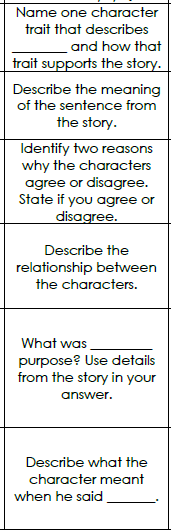 Name one character
trait that describes
_________ and how that
trait supports the story.
Describe the meaning
of the sentence from
the story.
Identify two reasons
why the characters
agree or disagree.
State if you agree or
disagree.
Describe the
relationship between
the characters.
What was __________
purpose? Use details
from the story in your
answer.
Describe what the
character meant
when he said ________.